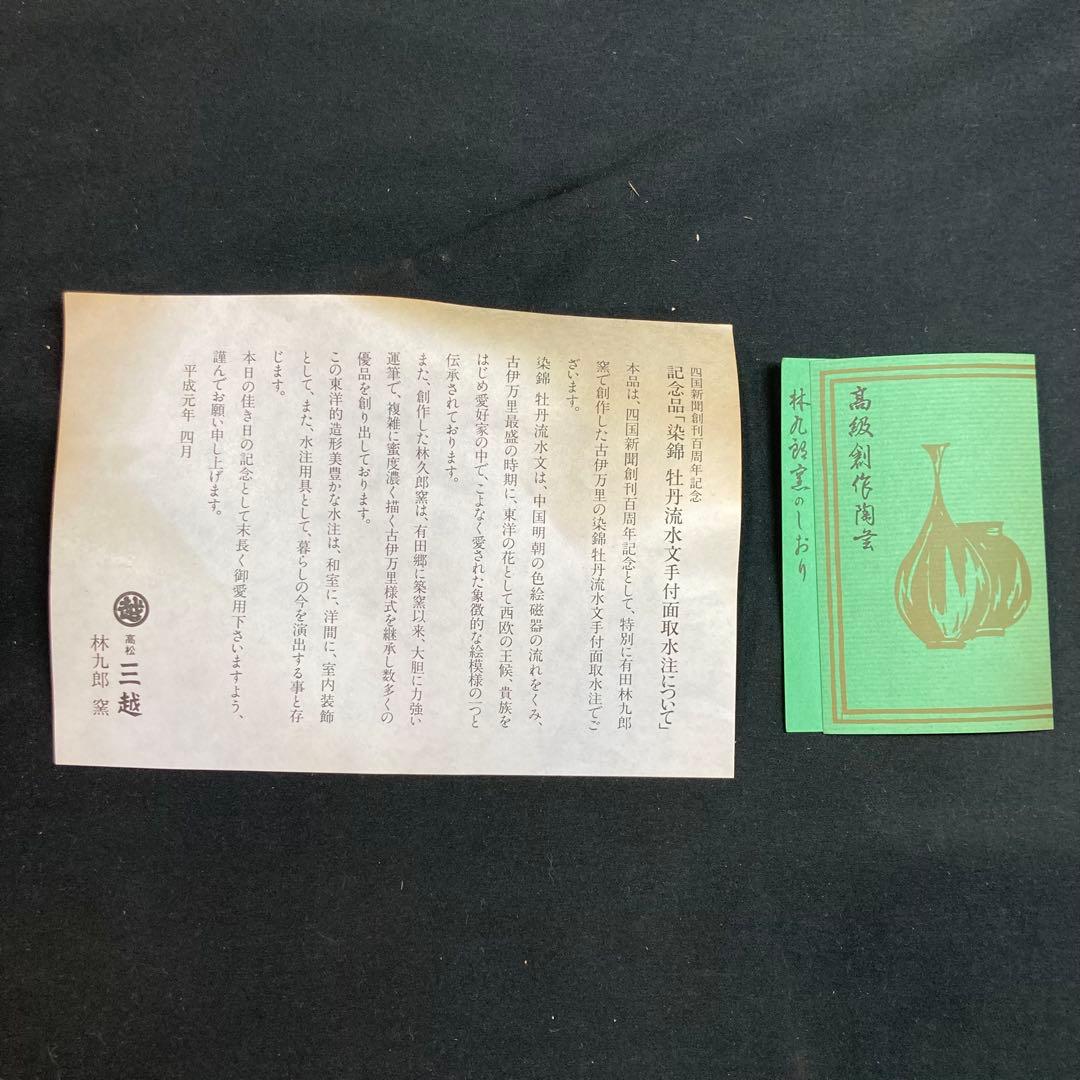 四国新聞創刊百周年記念
記念品「染錦 牡丹流水文手付面取水注について」
本品は、四国新聞創刊百周年記念として、特別に有田林九郎
窯で創作した古伊万里の染錦牡丹流水文手付面取水注でご
ざいます。
染錦 牡丹流水文は、中国明朝の色絵磁器の流れをくみ、
古伊万里最盛の時期に、東洋の花として西欧の王候、貴族を
はじめ愛好家の中で、こよなく愛された象徴的な絵模様の一つと
伝承されております。
また、創作した林久郎窯は、有田郷に築窯以来、大胆に力強い
運筆で、複雑に蜜度濃く描く古伊万里様式を継承し数多くの
優品を創り出しております。
この東洋的造形美豊かな水注は、和室に、洋間に、室内装飾
として、また、水注用具として、暮らしの今を演出する事と存
じます。
本日の佳き日の記念として末長く御愛用下さいますよう、
謹んでお願い申し上げます。
平成元年 四月
越 高松 三越
林九郎 窯
高級創作陶芸
林九郎窯のしおり